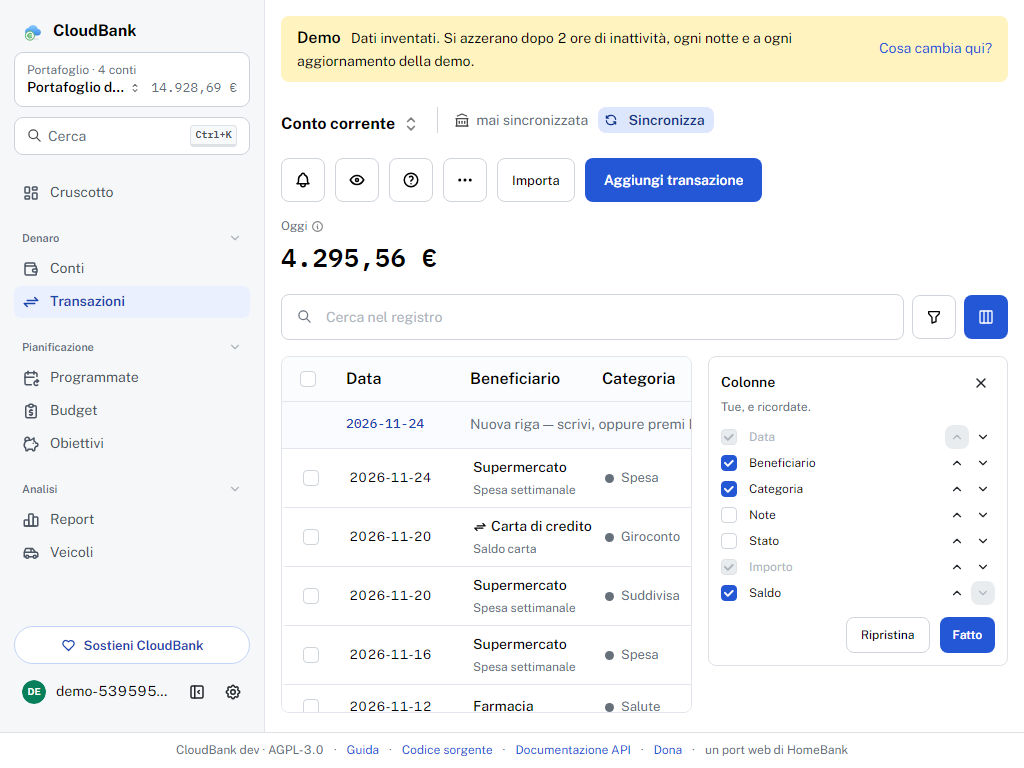 CloudBank
Portafoglio · 4 conti
Portafoglio d... 14.928,69 €
Cerca Ctrl+K
Cruscotto
Denaro
Conti
Transazioni
Pianificazione
Programmate
Budget
Obiettivi
Analisi
Report
Veicoli
Sostieni CloudBank
DE demo-539595...
Demo Dati inventati. Si azzerano dopo 2 ore di inattività, ogni notte e a ogni
aggiornamento della demo.
Cosa cambia qui?
Conto corrente mai sincronizzata Sincronizza
Importa Aggiungi transazione
Oggi
4.295,56 €
Cerca nel registro
Data Beneficiario Categoria
2026-11-24 Nuova riga — scrivi, oppure premi
2026-11-24 Supermercato Spesa
Spesa settimanale
2026-11-20 Carta di credito Giroconto
Saldo carta
2026-11-20 Supermercato Suddivisa
Spesa settimanale
2026-11-16 Supermercato Spesa
Spesa settimanale
2026-11-12 Farmacia Salute
Colonne
Tue, e ricordate.
Data
Beneficiario
Categoria
Note
Stato
Importo
Saldo
Ripristina Fatto
CloudBank dev · AGPL-3.0 · Guida · Codice sorgente · Documentazione API · Dona · un port web di HomeBank